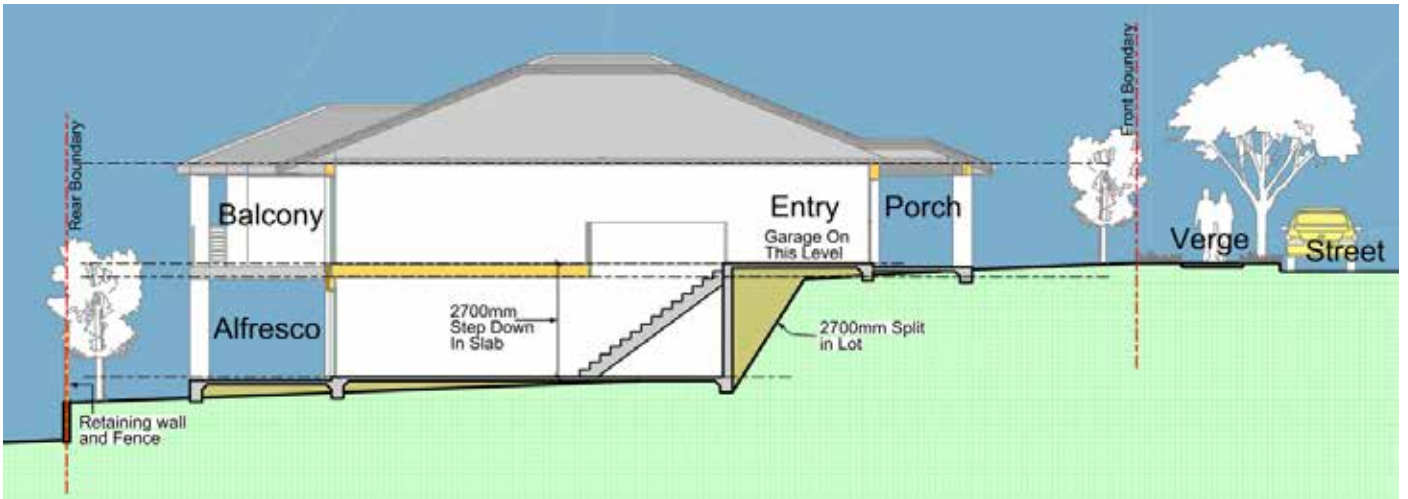 Rear Boundary
Front Boundary
Balcony
Entry
Porch
Garage On
This Level
Verge
Street
Alfresco
2700mm
Step Down
In Slab
2700mm Split
in Lot
Retaining wall
and Fence